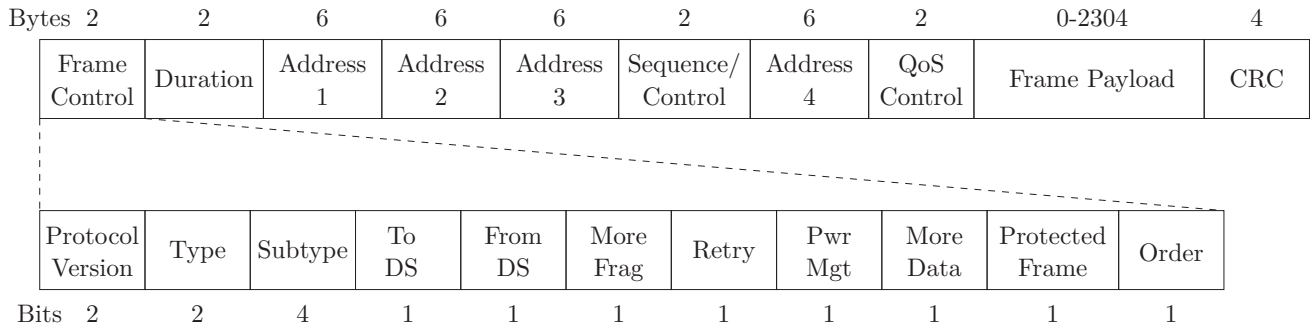 Bytes 2 2 6 6 6 2 6 2 0-2304 4
Frame Address Address Address Sequence/ Address QoS
Duration Frame Payload CRC
Control 1 2 3 Control 4 Control
Protocol To From More Pwr More Protected
Type Subtype Retry Order
Version DS DS Frag Mgt Data Frame
Bits 2 2 4 1 1 1 1 1 1 1 1